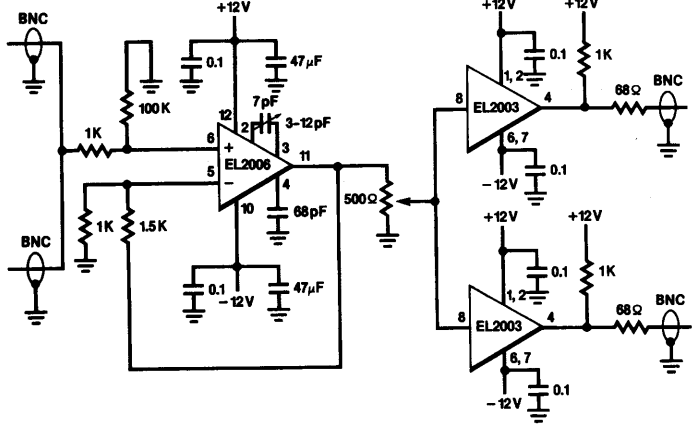 BNC
+12V
0.1
47µF
100K
7pF
3–12pF
12
2
1K
6
+
EL2006
3
11
5
−
4
10
1K
1.5K
68pF
500Ω
BNC
0.1
−12V
47µF
+12V
+12V
0.1
1K
1, 2
8
EL2003
4
68Ω
BNC
6, 7
−12V
0.1
+12V
+12V
0.1
1K
1, 2
8
EL2003
4
68Ω
BNC
6, 7
−12V
0.1